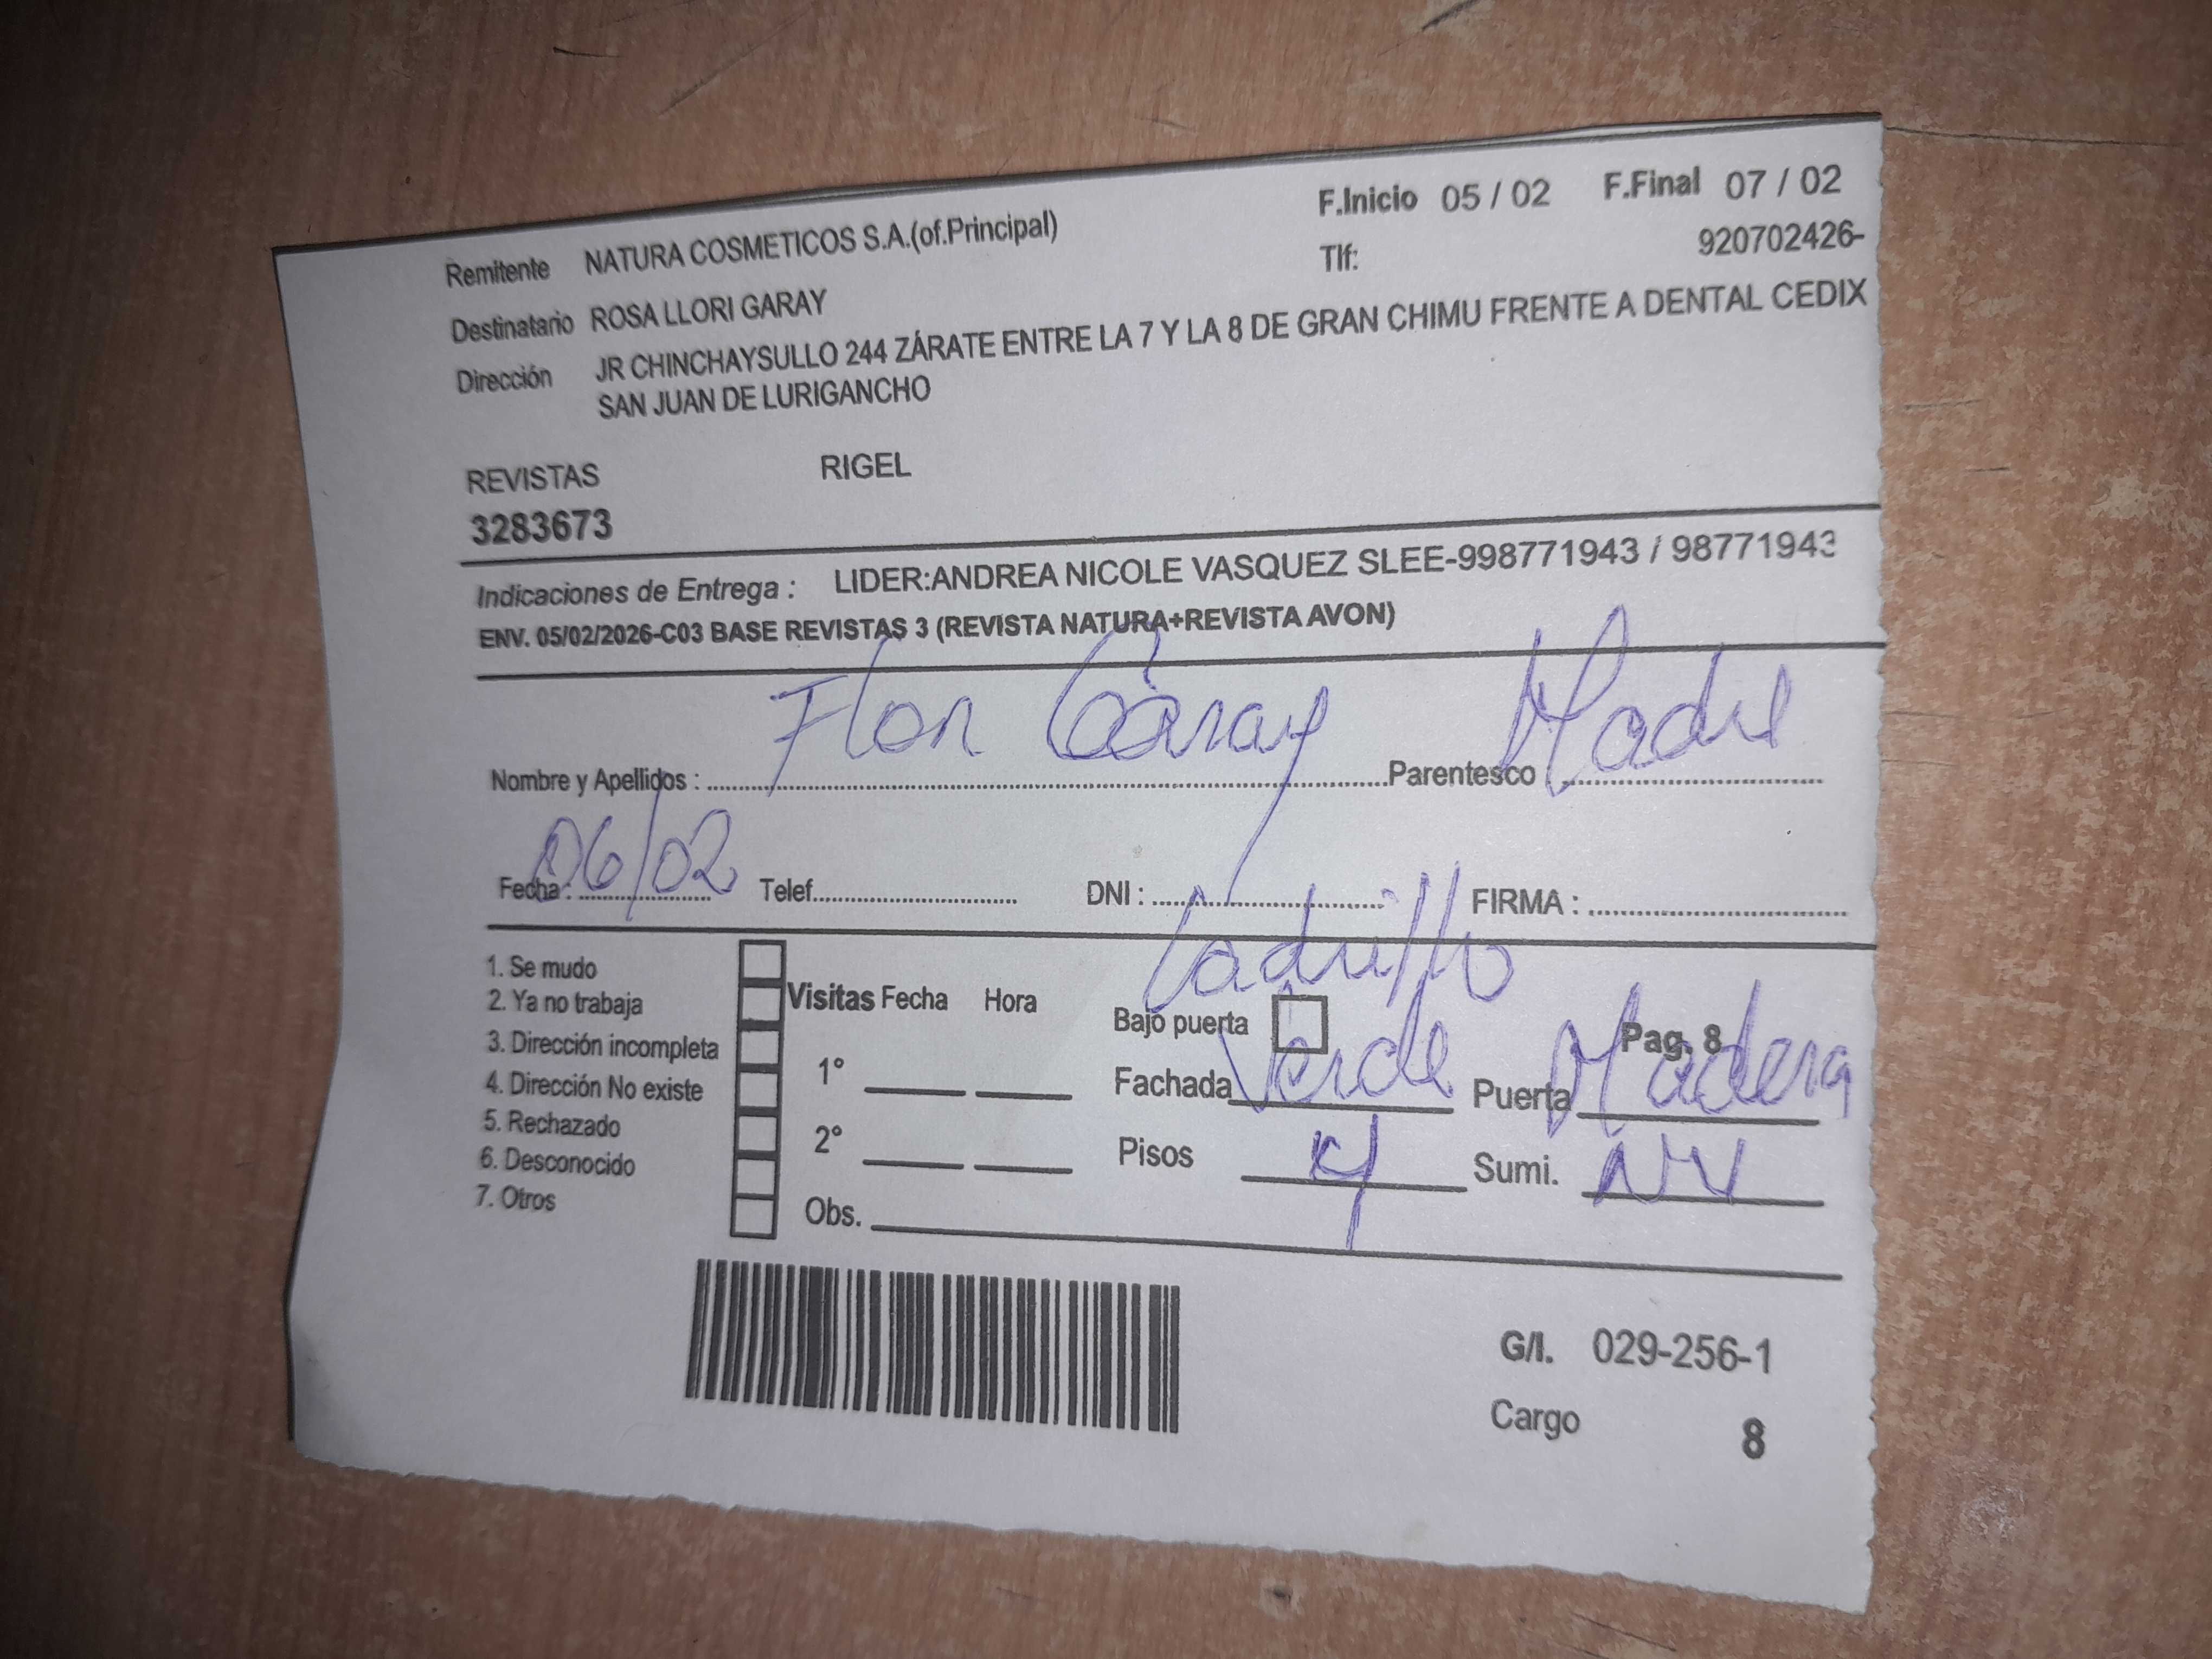 F.Inicio 05 / 02 F.Final 07 / 02
Remitente NATURA COSMETICOS S.A.(of.Principal) Tlf: 920702426-
Destinatario ROSA LLORI GARAY
Dirección JR CHINCHAYSULLO 244 ZÁRATE ENTRE LA 7 Y LA 8 DE GRAN CHIMU FRENTE A DENTAL CEDIX
SAN JUAN DE LURIGANCHO
REVISTAS RIGEL
3283673
Indicaciones de Entrega : LIDER:ANDREA NICOLE VASQUEZ SLEE-998771943 / 98771943
ENV. 05/02/2026-C03 BASE REVISTAS 3 (REVISTA NATURA+REVISTA AVON)
Nombre y Apellidos : Flor Garay Parentesco : Madre
Fecha : 06/02 Telef. DNI : FIRMA :
Ladrillo
1. Se mudo
2. Ya no trabaja
3. Dirección incompleta
4. Dirección No existe
5. Rechazado
6. Desconocido
7. Otros
Visitas Fecha Hora
1°
2°
Obs.
Bajo puerta Pag. 8
Fachada Verde Puerta Madera
Pisos 4 Sumi. NV
G/I. 029-256-1
Cargo 8